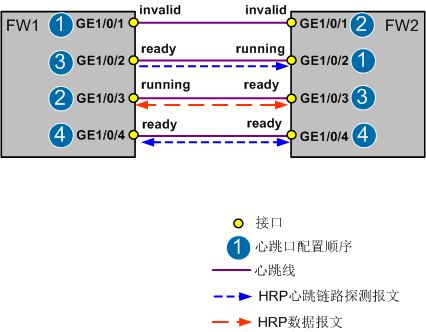 invalid invalid
FW1 1 GE1/0/1 GE1/0/1 2 FW2
ready running
3 GE1/0/2 GE1/0/2 1
running ready
2 GE1/0/3 GE1/0/3 3
ready ready
4 GE1/0/4 GE1/0/4 4
接口
1 心跳口配置顺序
心跳线
HRP心跳链路探测报文
HRP数据报文